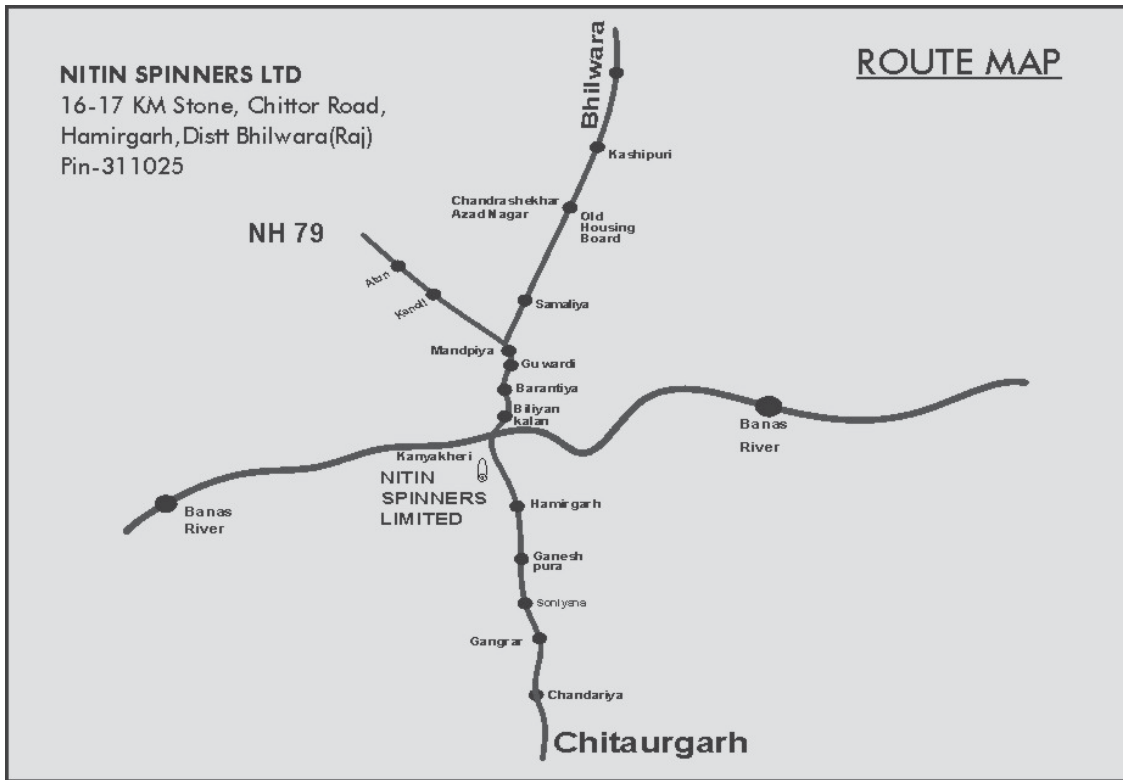 ROUTE MAP
NITIN SPINNERS LTD
16-17 KM Stone, Chittor Road,
Hamirgarh,Distt Bhilwara(Raj)
Pin-311025
Bhilwara
Kashipuri
Chandrashekhar
Azad Nagar
Old
Housing
Board
NH 79
Atun
Samaliya
Mandpiya
Guwardi
Barantiya
Biliyan
kalan
Banas
River
Kanyakheri
NITIN
SPINNERS
LIMITED
Hamirgarh
Banas
River
Ganesh
pura
Soniyana
Gangrar
Chandariya
Chitaurgarh